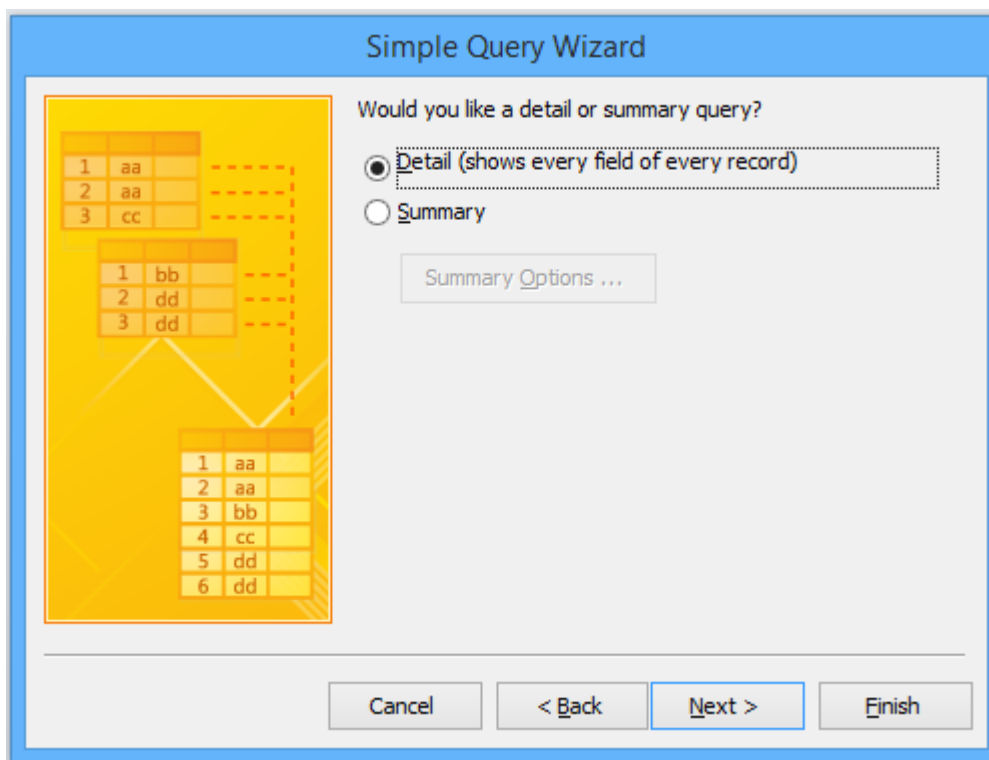 Simple Query Wizard
Would you like a detail or summary query?
Detail (shows every field of every record)
Summary
Summary Options ...
1 aa
2 aa
3 cc
1 bb
2 dd
3 dd
1 aa
2 aa
3 bb
4 cc
5 dd
6 dd
Cancel < Back Next > Finish